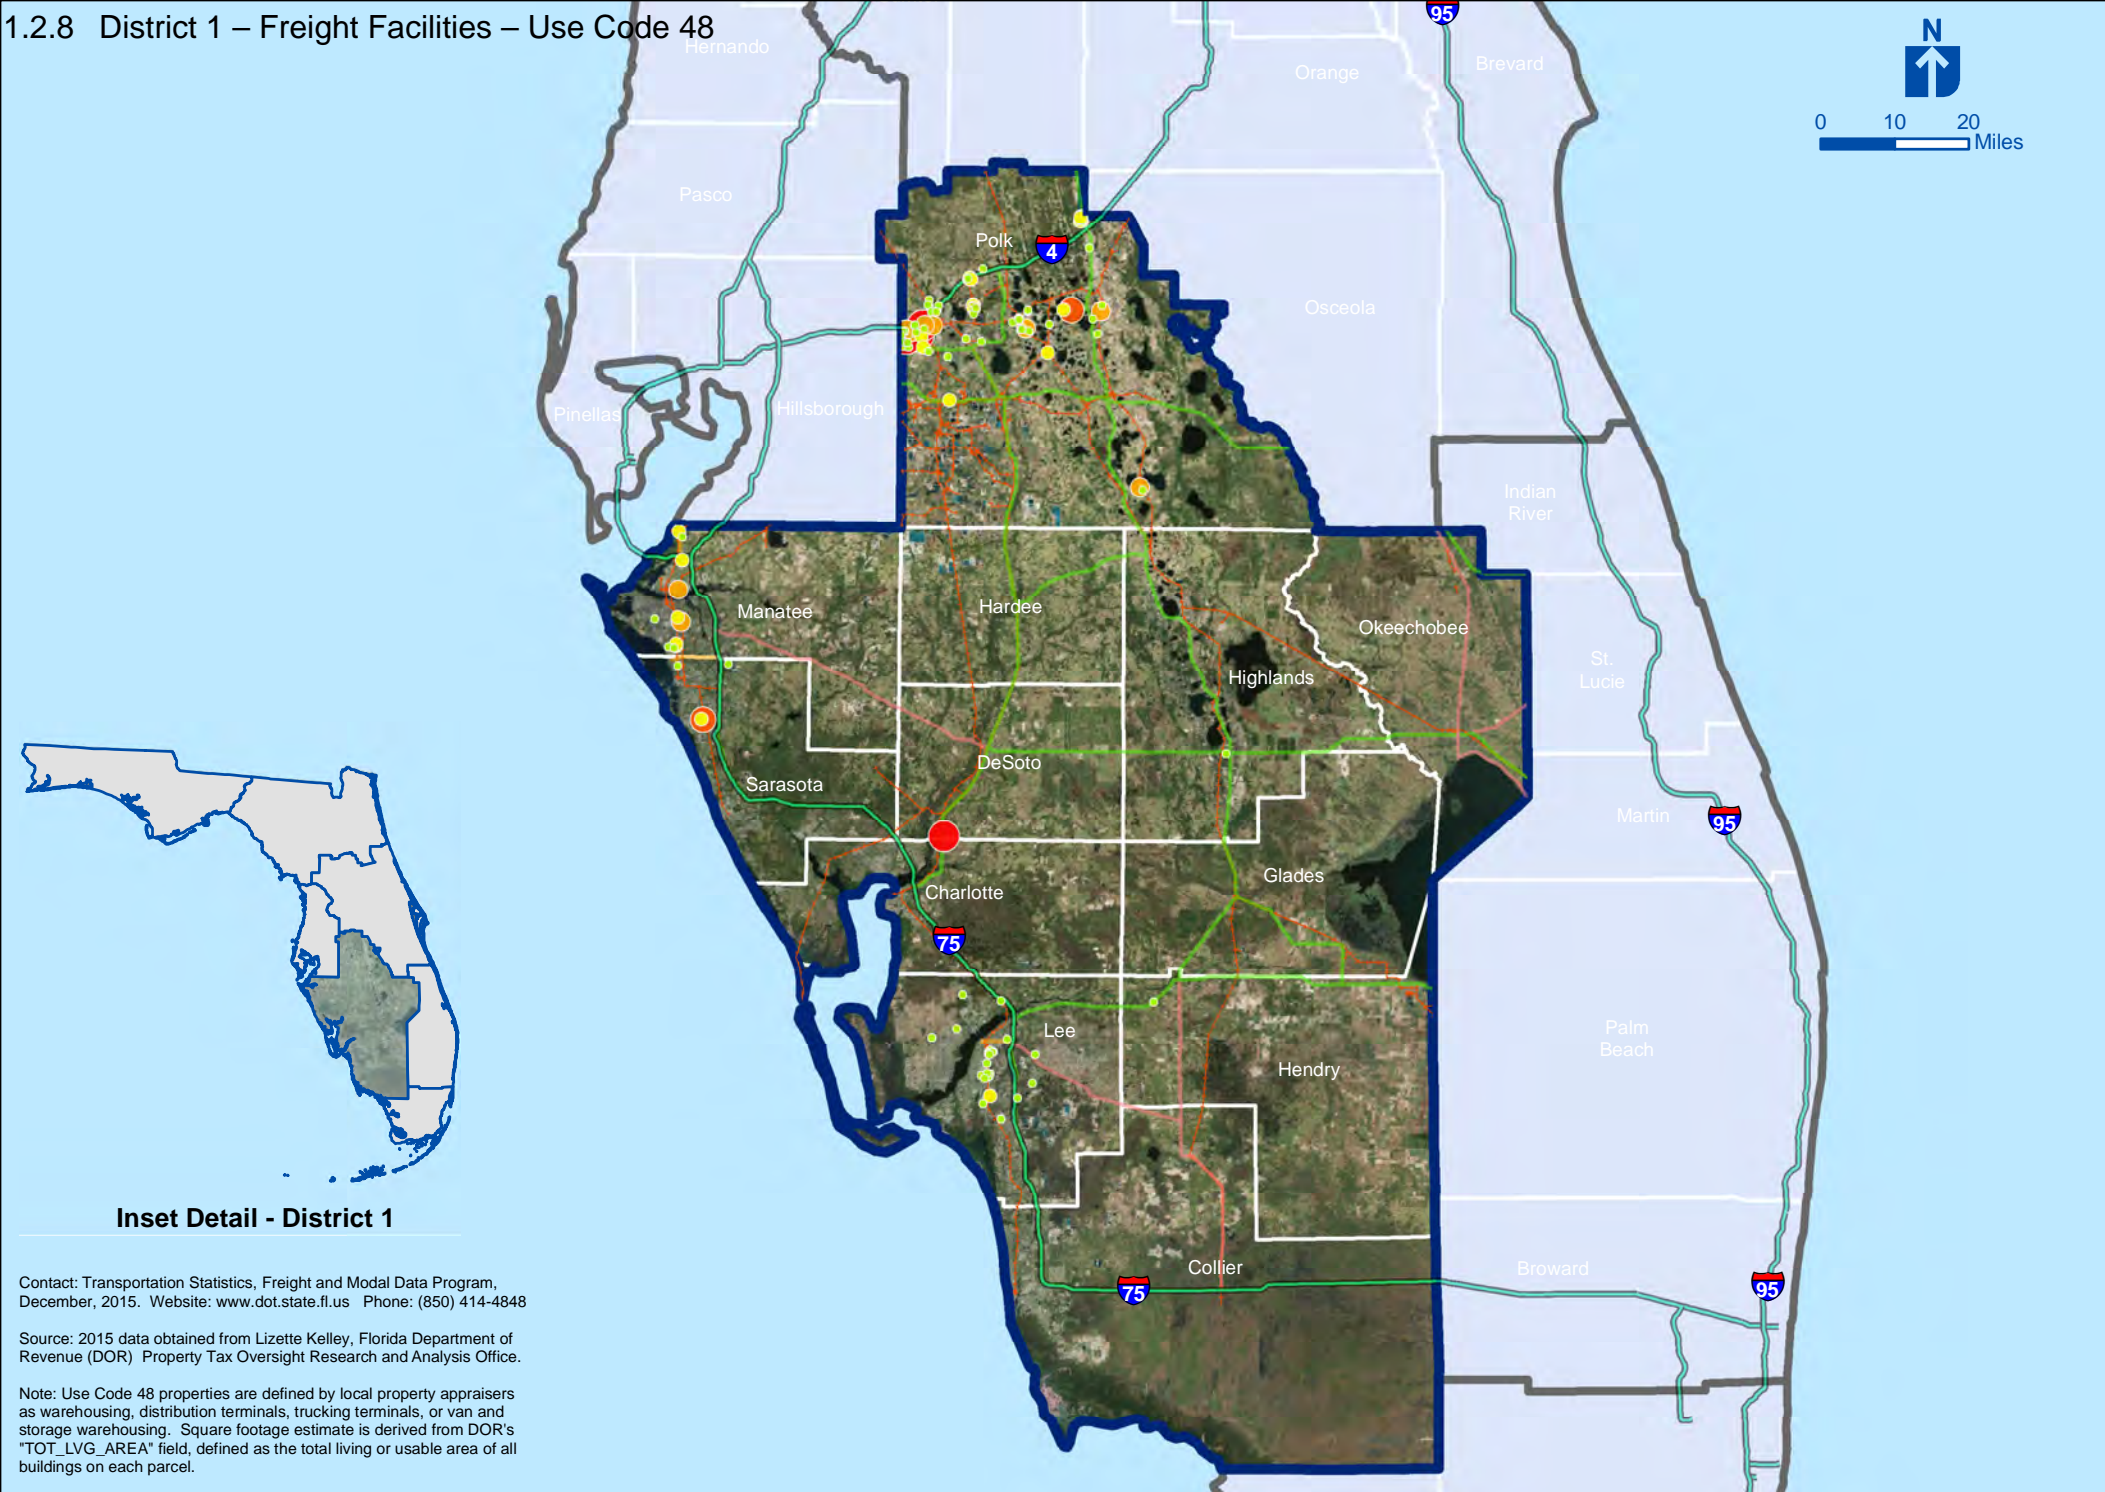 1.2.8 District 1 – Freight Facilities – Use Code 48
Hernando
95
Orange
Brevard
N
0 10 20
Miles
Pasco
Polk
4
Osceola
Pinellas
Hillsborough
Indian
River
Manatee
Hardee
Okeechobee
St.
Lucie
Highlands
DeSoto
Sarasota
Martin
95
Glades
Charlotte
75
Lee
Palm
Beach
Hendry
Collier
Broward
75
95
Inset Detail - District 1
Contact: Transportation Statistics, Freight and Modal Data Program,
December, 2015. Website: www.dot.state.fl.us Phone: (850) 414-4848
Source: 2015 data obtained from Lizette Kelley, Florida Department of
Revenue (DOR) Property Tax Oversight Research and Analysis Office.
Note: Use Code 48 properties are defined by local property appraisers
as warehousing, distribution terminals, trucking terminals, or van and
storage warehousing. Square footage estimate is derived from DOR's
"TOT_LVG_AREA" field, defined as the total living or usable area of all
buildings on each parcel.